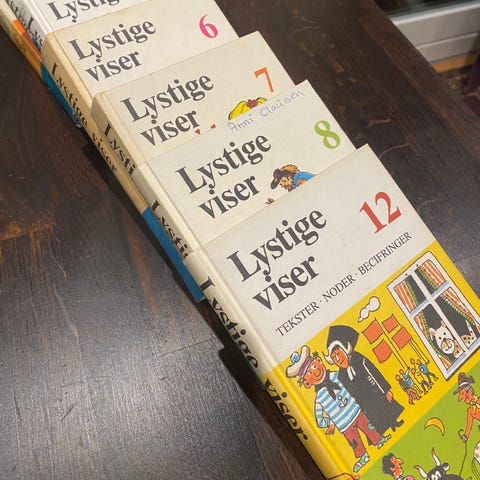 Lystige
Lystige
viser
6
Lystige
viser
7
Anni Clausen
Lystige
viser
8
Lystige
viser
12
TEKSTER · NODER · BECIFRINGER
Lystige viser